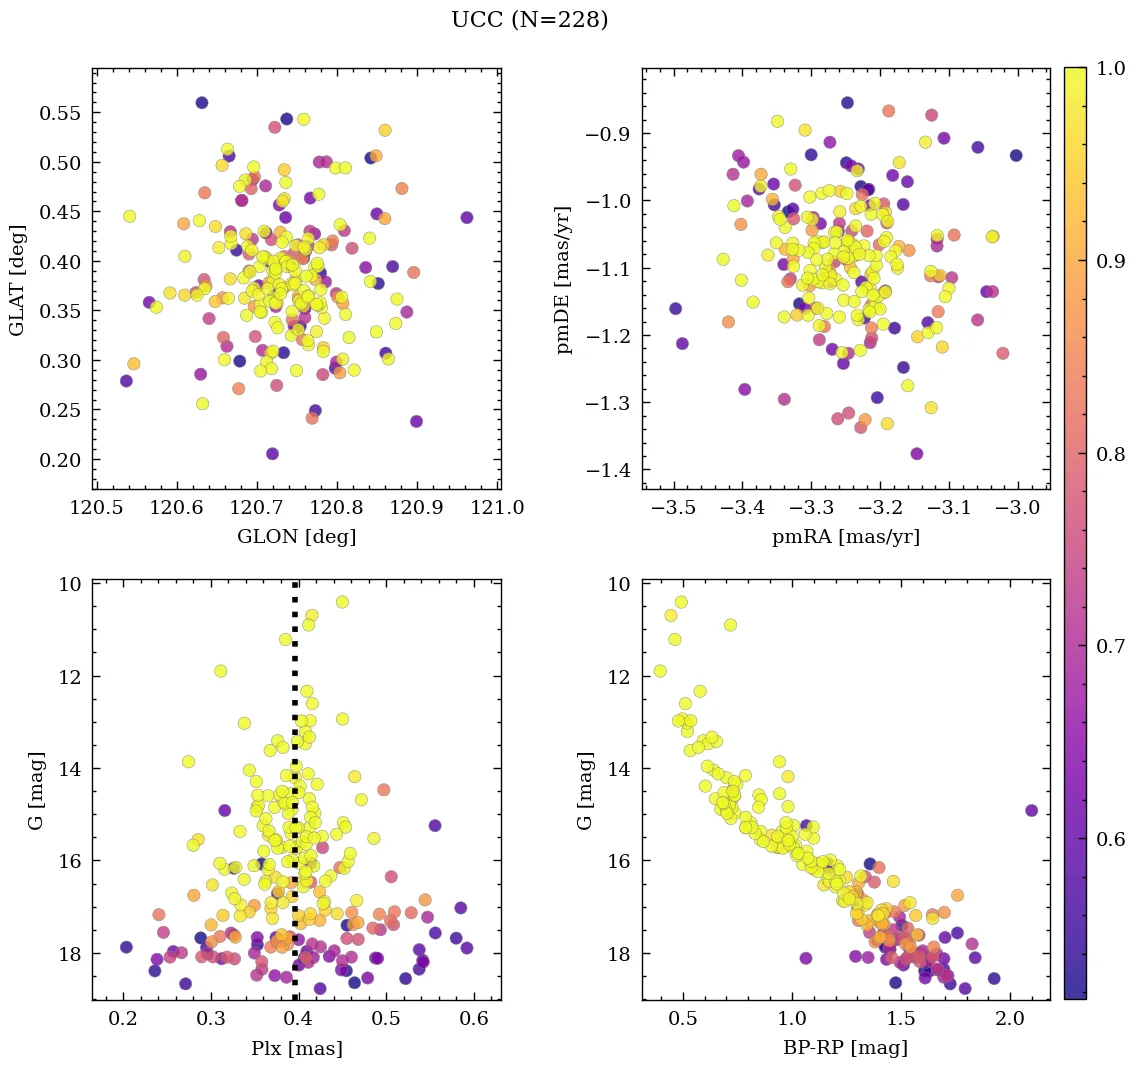 UCC (N=228)
0.55
0.50
0.45
0.40
0.35
0.30
0.25
0.20
GLAT [deg]
120.5 120.6 120.7 120.8 120.9 121.0
GLON [deg]
−0.9
−1.0
−1.1
−1.2
−1.3
−1.4
pmDE [mas/yr]
−3.5 −3.4 −3.3 −3.2 −3.1 −3.0
pmRA [mas/yr]
1.0
0.9
0.8
0.7
0.6
10
12
14
16
18
G [mag]
0.2 0.3 0.4 0.5 0.6
Plx [mas]
10
12
14
16
18
G [mag]
0.5 1.0 1.5 2.0
BP-RP [mag]